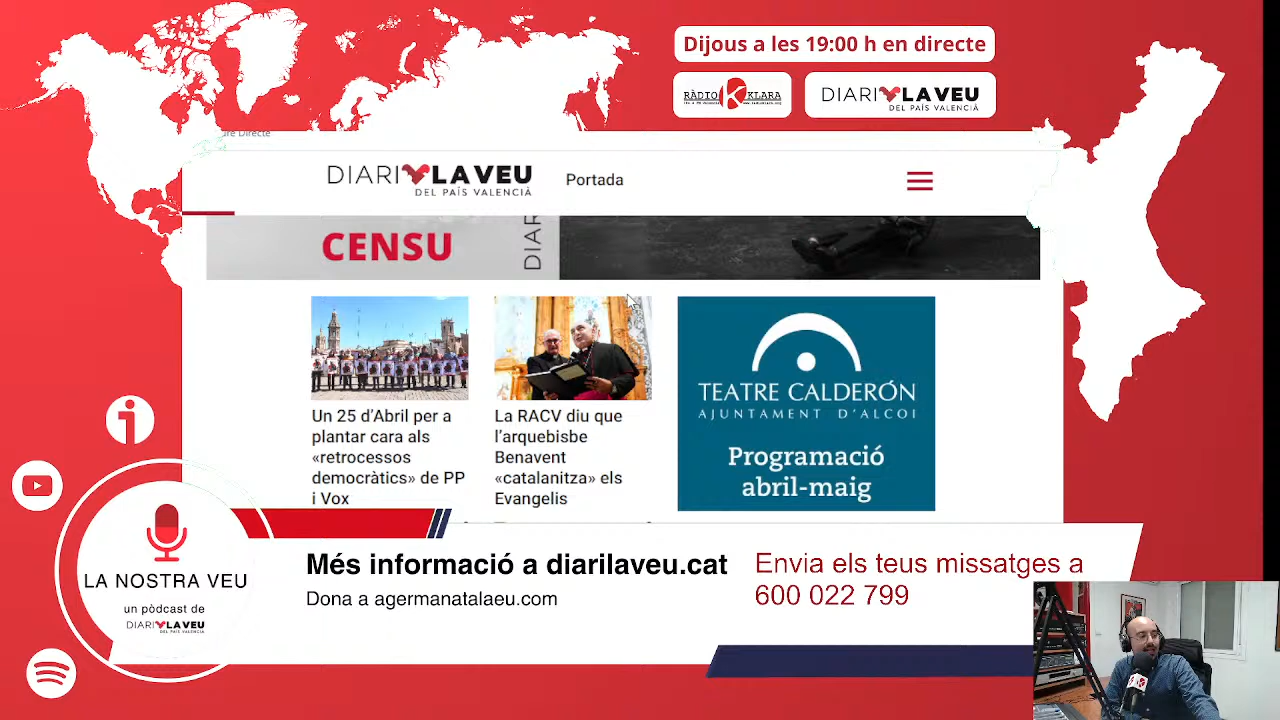 Dijous a les 19:00 h en directe
RÀDIO KLARA
DIARI LA VEU
DEL PAÍS VALENCIÀ
re Directe
DIARI LA VEU
DEL PAÍS VALENCIÀ
Portada
CENSU
DIAR
Un 25 d’Abril per a
plantar cara als
«retrocessos
democràtics» de PP
i Vox
La RACV diu que
l’arquebisbe
Benavent
«catalanitza» els
Evangelis
TEATRE CALDERÓN
AJUNTAMENT D'ALCOI
Programació
abril-maig
LA NOSTRA VEU
un pòdcast de
DIARI LA VEU
DEL PAÍS VALENCIÀ
Més informació a diarilaveu.cat
Dona a agermanatalaeu.com
Envia els teus missatges a
600 022 799